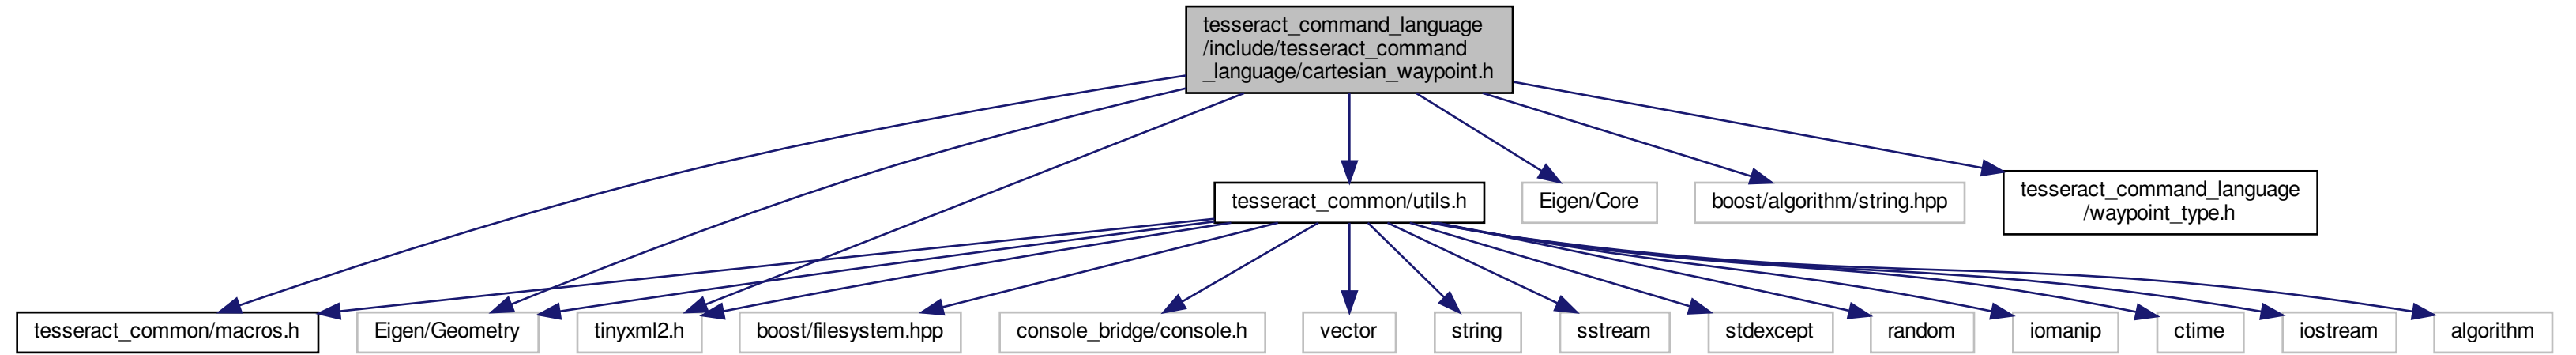 tesseract_command_language
/include/tesseract_command
_language/cartesian_waypoint.h
tesseract_common/utils.h
Eigen/Core
boost/algorithm/string.hpp
tesseract_command_language
/waypoint_type.h
tesseract_common/macros.h
Eigen/Geometry
tinyxml2.h
boost/filesystem.hpp
console_bridge/console.h
vector
string
sstream
stdexcept
random
iomanip
ctime
iostream
algorithm